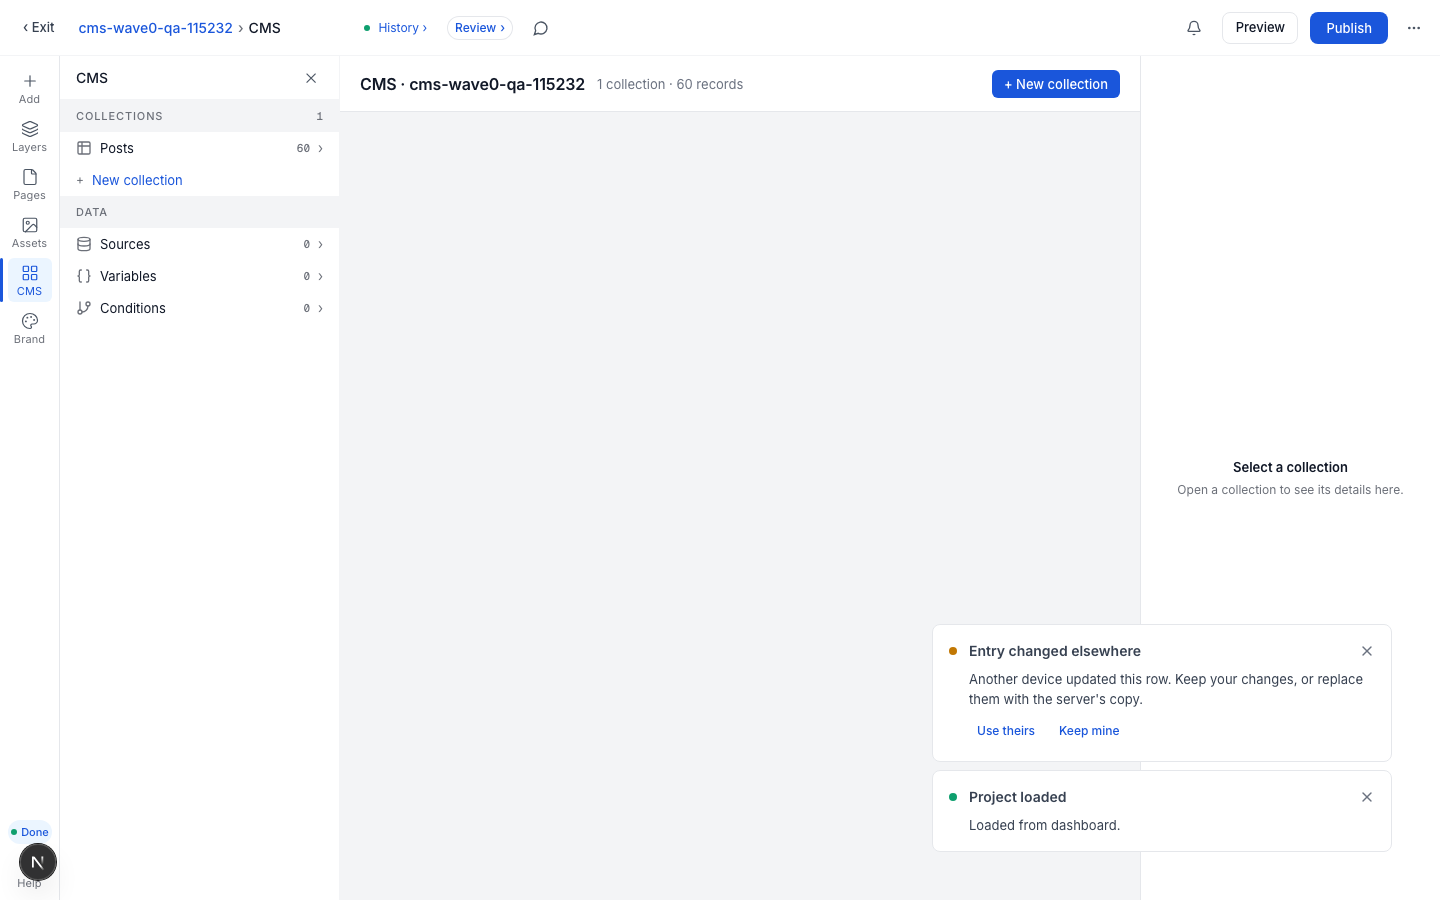 ‹ Exit
cms-wave0-qa-115232 › CMS
History ›
Review ›
Preview
Publish
Add
Layers
Pages
Assets
CMS
Brand
Done
N
Help
CMS
COLLECTIONS 1
Posts 60 ›
+ New collection
DATA
Sources 0 ›
Variables 0 ›
Conditions 0 ›
CMS · cms-wave0-qa-115232 1 collection · 60 records
+ New collection
Select a collection
Open a collection to see its details here.
Entry changed elsewhere
Another device updated this row. Keep your changes, or replace
them with the server's copy.
Use theirs Keep mine
Project loaded
Loaded from dashboard.